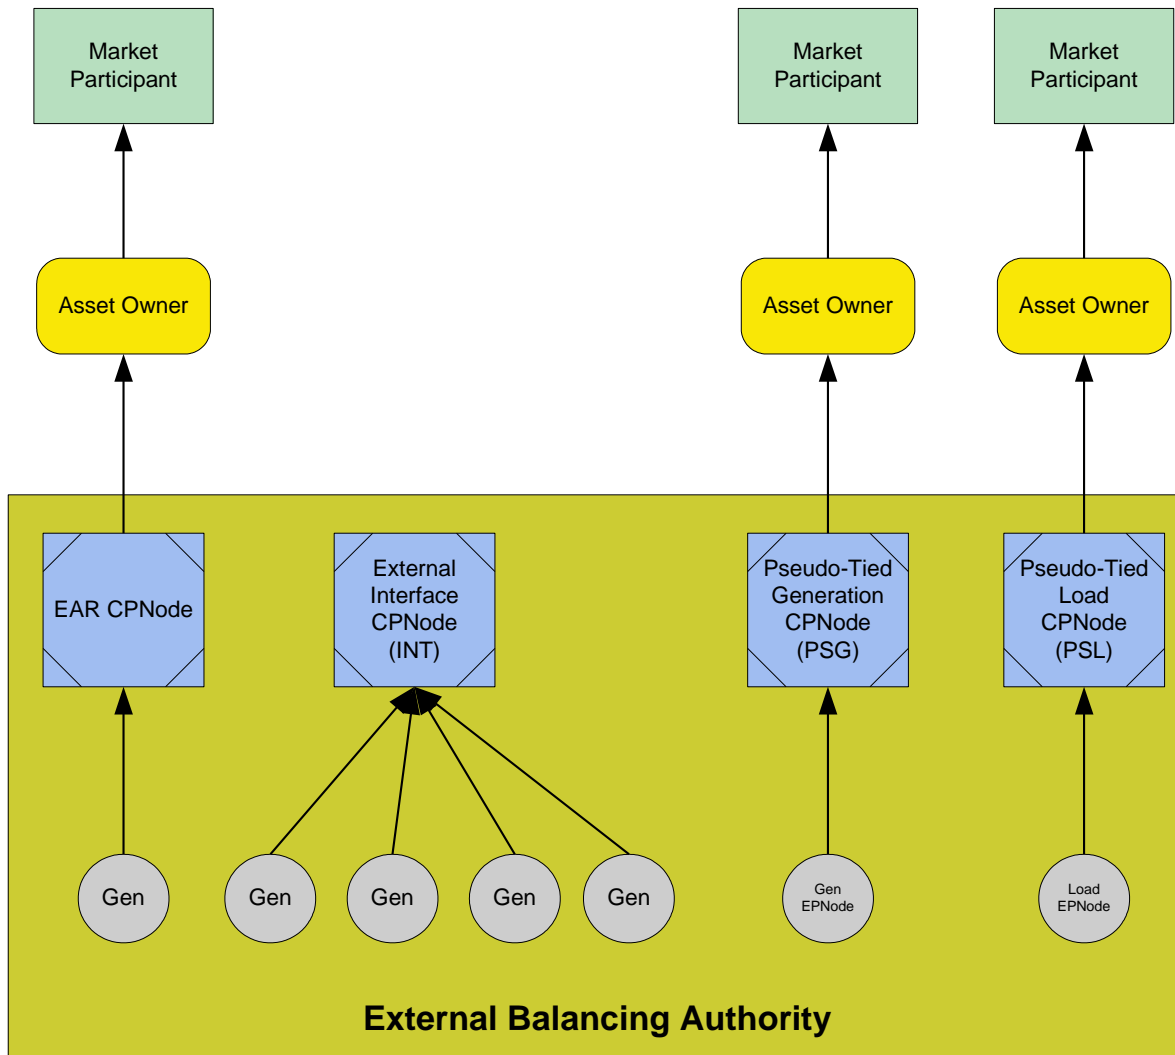 Market
Participant
Market
Participant
Market
Participant
Asset Owner
Asset Owner
Asset Owner
EAR CPNode
External
Interface
CPNode
(INT)
Pseudo-Tied
Generation
CPNode
(PSG)
Pseudo-Tied
Load
CPNode
(PSL)
Gen
Gen
Gen
Gen
Gen
Gen
EPNode
Load
EPNode
External Balancing Authority